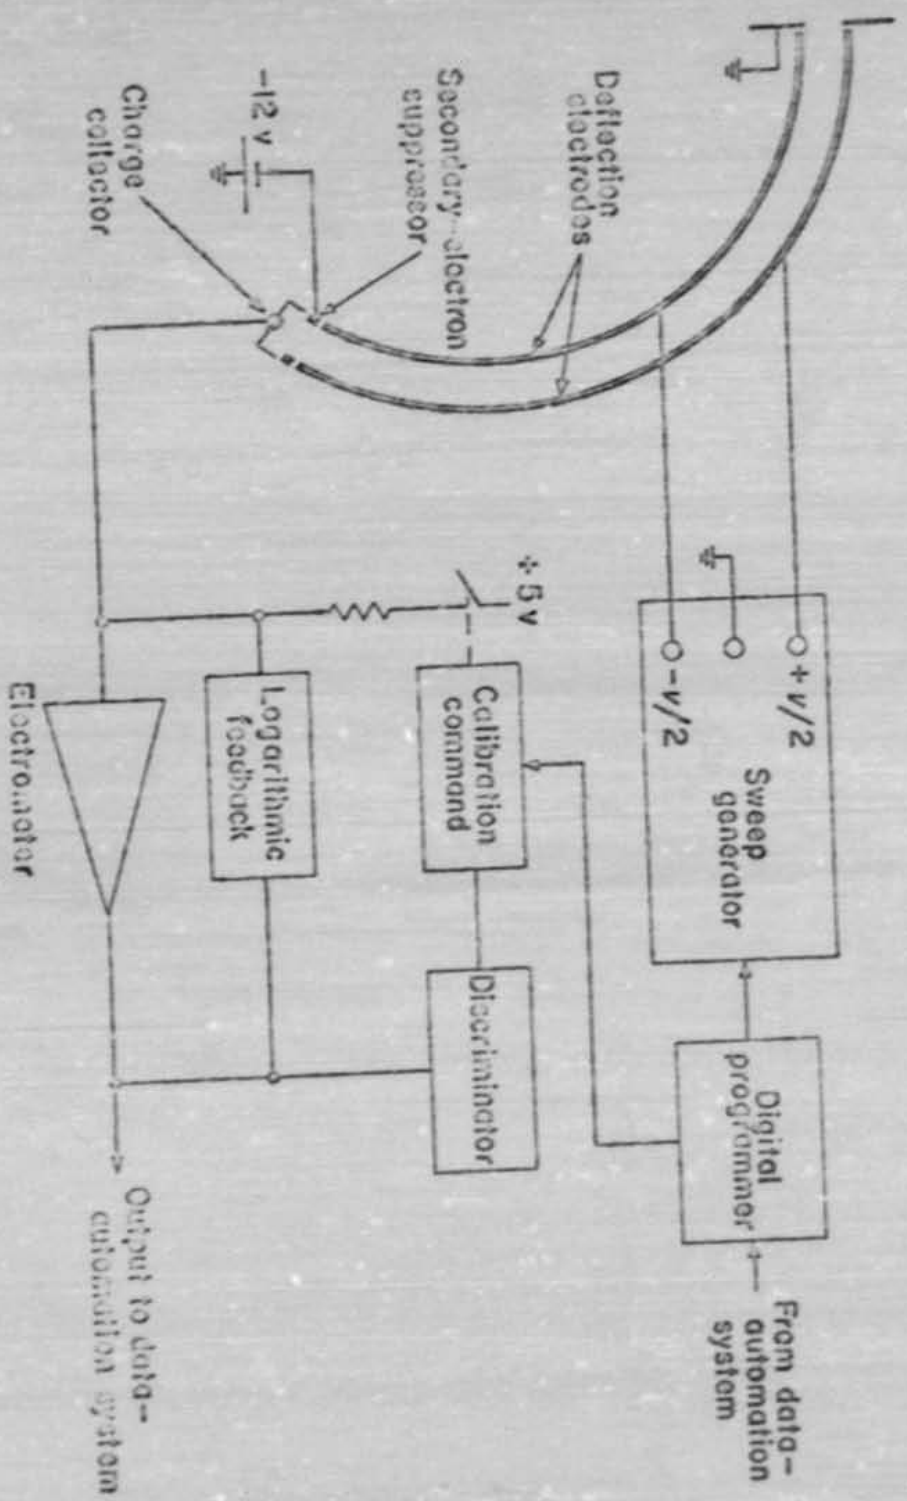 Deflection
electrodes
Secondary-electron
suppressor
-12 v
Charge
collector
+v/2
-v/2
Sweep
generator
Digital
programmer
From data-
automation
system
+5 v
Calibration
command
Discriminator
Logarithmic
feedback
Electrometer
Output to data-
automation system